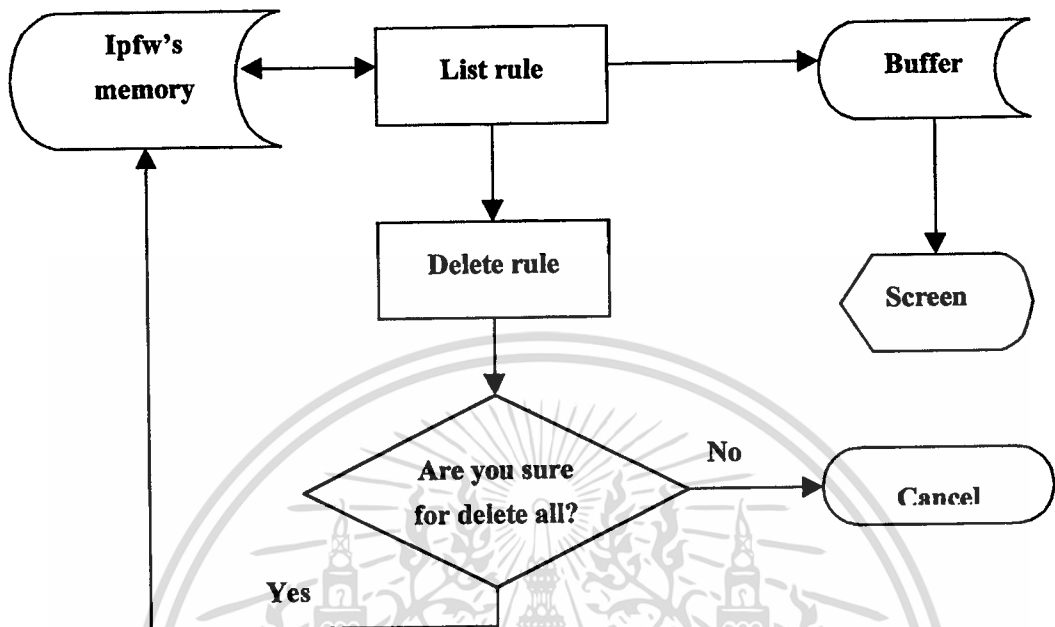 Ipfw's
memory
List rule
Buffer
Delete rule
Screen
Are you sure
for delete all?
No
Cancel
Yes